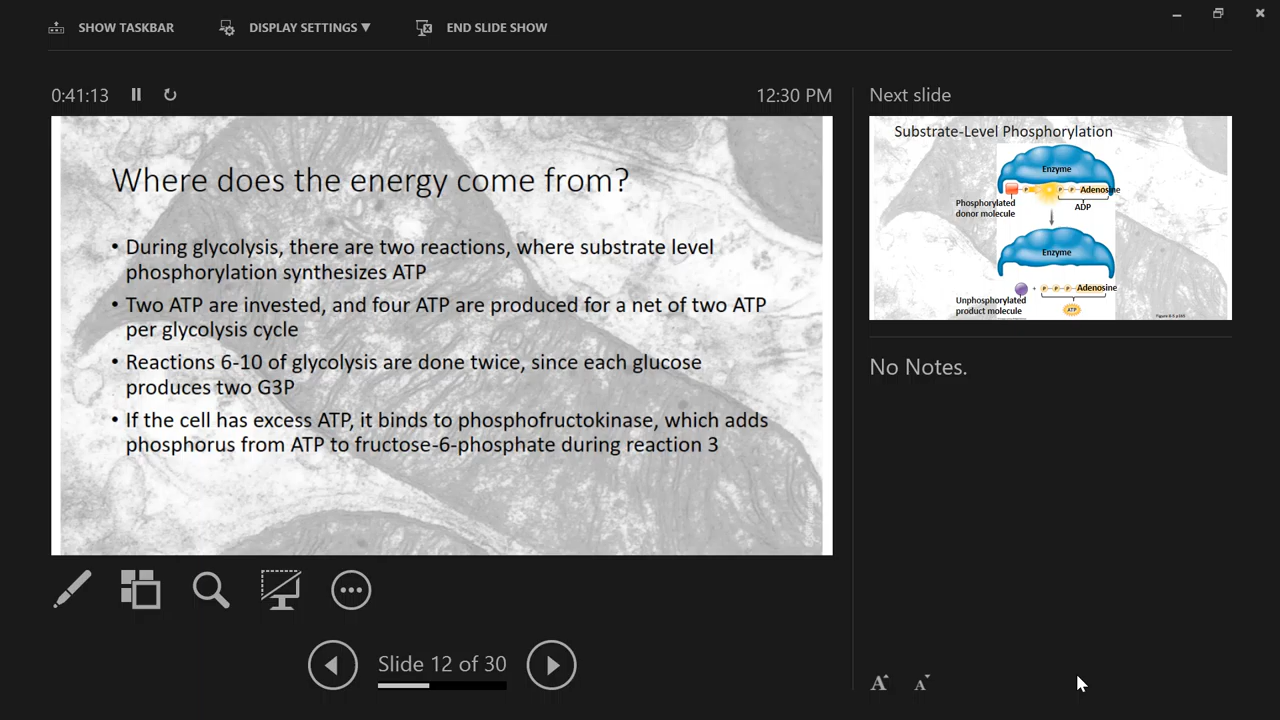 SHOW TASKBAR
DISPLAY SETTINGS ▼
END SLIDE SHOW
0:41:13
12:30 PM
Where does the energy come from?
• During glycolysis, there are two reactions, where substrate level
phosphorylation synthesizes ATP
• Two ATP are invested, and four ATP are produced for a net of two ATP
per glycolysis cycle
• Reactions 6-10 of glycolysis are done twice, since each glucose
produces two G3P
• If the cell has excess ATP, it binds to phosphofructokinase, which adds
phosphorus from ATP to fructose-6-phosphate during reaction 3
Slide 12 of 30
Next slide
Substrate-Level Phosphorylation
Enzyme
P
P P Adenosine
Phosphorylated
donor molecule
ADP
Enzyme
+ P P P Adenosine
Unphosphorylated
product molecule
ATP
No Notes.
A A